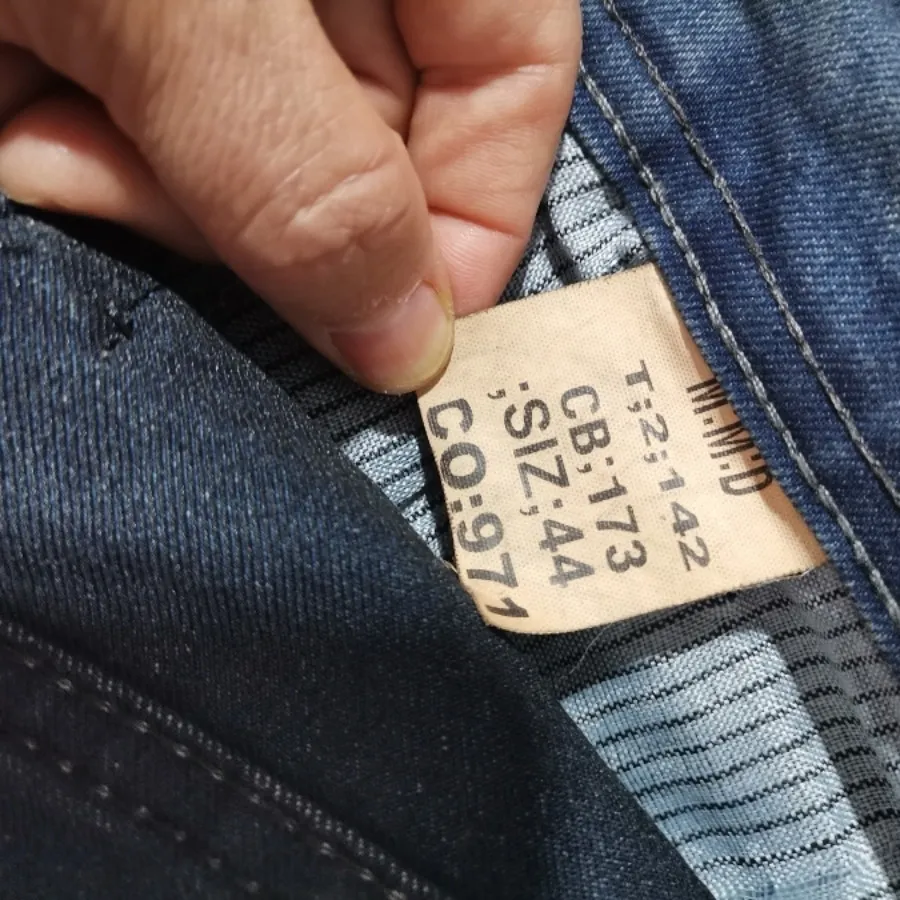 M.M.D
T;2;142
CB;173
;SIZ;44
CO:971